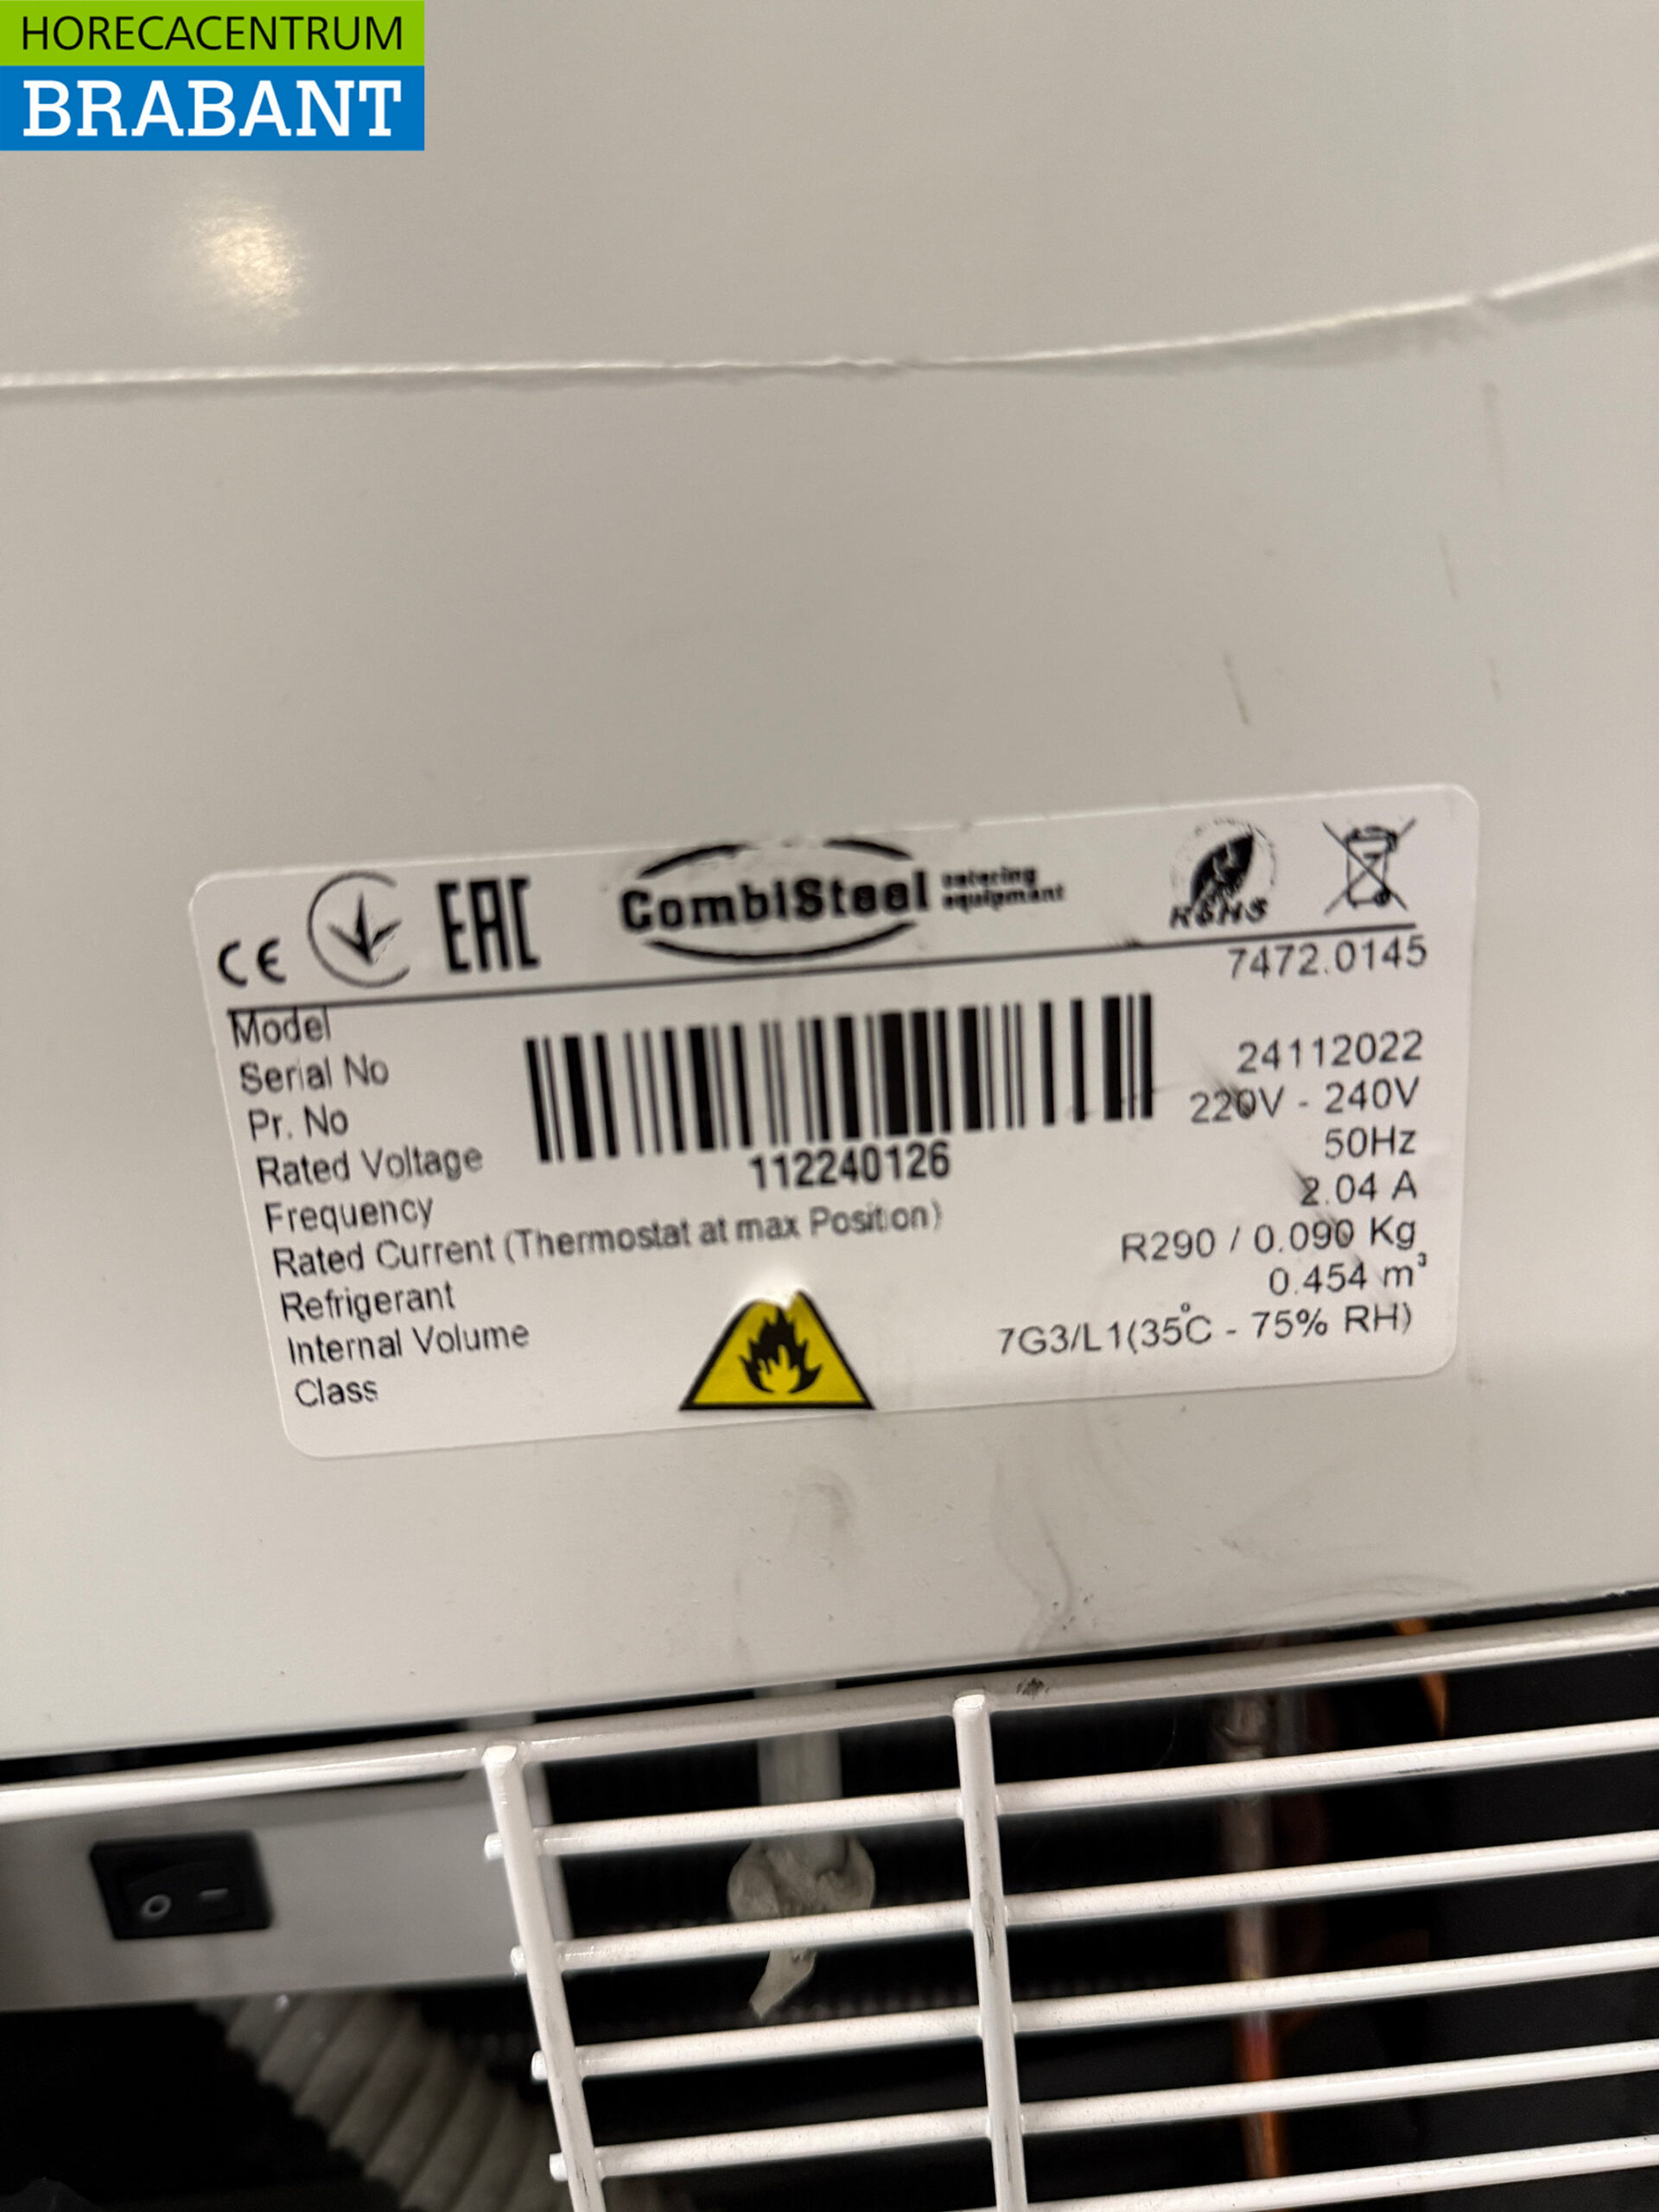 HORECACENTRUM
BRABANT
CE EAC CombiSteel catering equipment RoHS
Model 7472.0145
Serial No
Pr. No 24112022
Rated Voltage 220V - 240V
Frequency 50Hz
Rated Current (Thermostat at max Position) 2.04 A
Refrigerant R290 / 0.090 Kg
Internal Volume 0.454 m³
Class 7G3/L1(35°C - 75% RH)
112240126